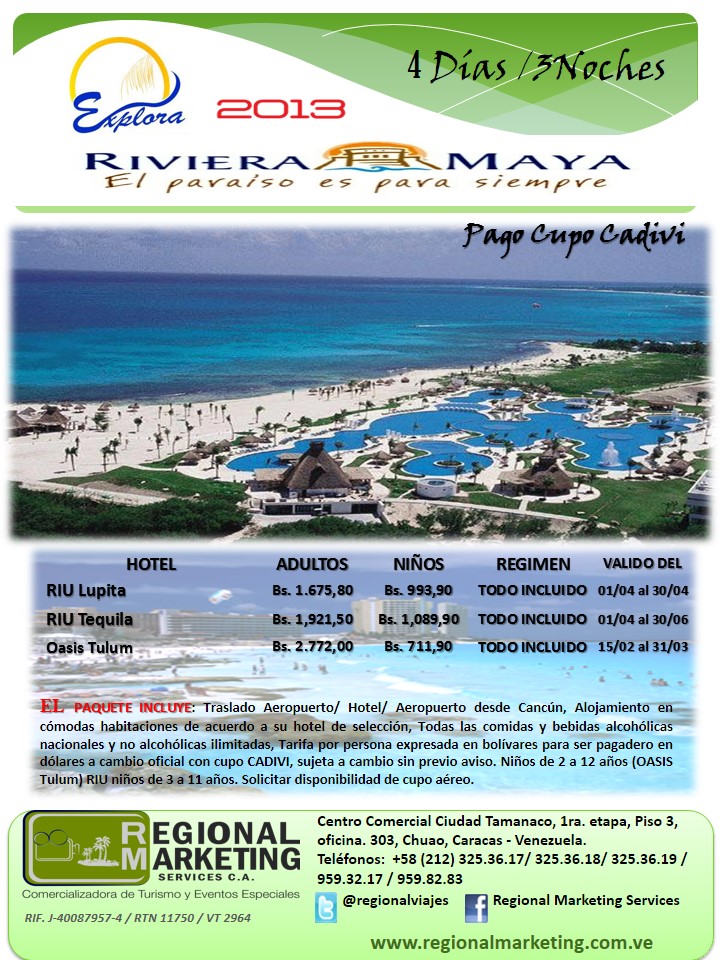 4 Días /3Noches
Explora
2013
RIVIERA MAYA
El paraiso es para siempre
Pago Cupo Cadivi
HOTEL ADULTOS NIÑOS REGIMEN VALIDO DEL
RIU Lupita Bs. 1.675,80 Bs. 993,90 TODO INCLUIDO 01/04 al 30/04
RIU Tequila Bs. 1,921,50 Bs. 1,089,90 TODO INCLUIDO 01/04 al 30/06
Oasis Tulum Bs. 2.772,00 Bs. 711,90 TODO INCLUIDO 15/02 al 31/03
EL PAQUETE INCLUYE: Traslado Aeropuerto/ Hotel/ Aeropuerto desde Cancún, Alojamiento en
cómodas habitaciones de acuerdo a su hotel de selección, Todas las comidas y bebidas alcohólicas
nacionales y no alcohólicas ilimitadas, Tarifa por persona expresada en bolívares para ser pagadero en
dólares a cambio oficial con cupo CADIVI, sujeta a cambio sin previo aviso. Niños de 2 a 12 años (OASIS
Tulum) RIU niños de 3 a 11 años. Solicitar disponibilidad de cupo aéreo.
REGIONAL
MARKETING
SERVICES C.A.
Comercializadora de Turismo y Eventos Especiales
RIF. J-40087957-4 / RTN 11750 / VT 2964
Centro Comercial Ciudad Tamanaco, 1ra. etapa, Piso 3,
oficina. 303, Chuao, Caracas - Venezuela.
Teléfonos: +58 (212) 325.36.17/ 325.36.18/ 325.36.19 /
959.32.17 / 959.82.83
@regionalviajes Regional Marketing Services
www.regionalmarketing.com.ve